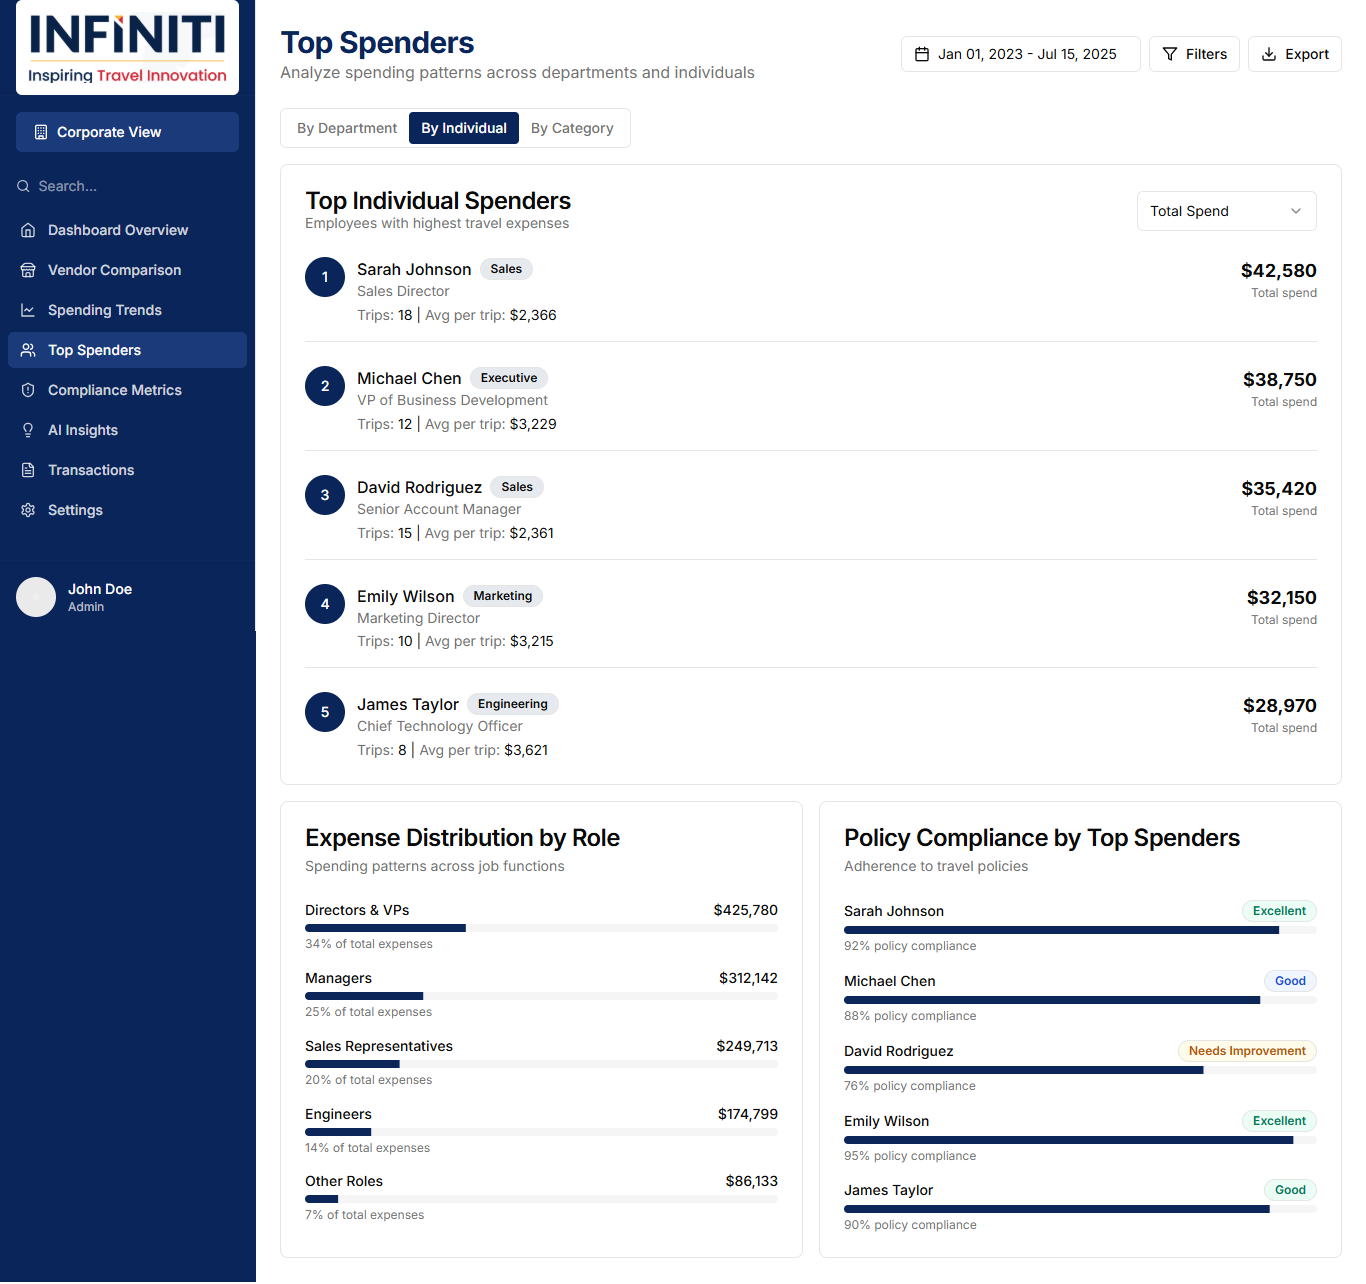 INFINITI
Inspiring Travel Innovation
Corporate View
Search...
Dashboard Overview
Vendor Comparison
Spending Trends
Top Spenders
Compliance Metrics
AI Insights
Transactions
Settings
John Doe
Admin
Top Spenders
Analyze spending patterns across departments and individuals
Jan 01, 2023 - Jul 15, 2025
Filters
Export
By Department
By Individual
By Category
Top Individual Spenders
Employees with highest travel expenses
Total Spend
1
Sarah Johnson Sales
Sales Director
Trips: 18 | Avg per trip: $2,366
$42,580
Total spend
2
Michael Chen Executive
VP of Business Development
Trips: 12 | Avg per trip: $3,229
$38,750
Total spend
3
David Rodriguez Sales
Senior Account Manager
Trips: 15 | Avg per trip: $2,361
$35,420
Total spend
4
Emily Wilson Marketing
Marketing Director
Trips: 10 | Avg per trip: $3,215
$32,150
Total spend
5
James Taylor Engineering
Chief Technology Officer
Trips: 8 | Avg per trip: $3,621
$28,970
Total spend
Expense Distribution by Role
Spending patterns across job functions
Directors & VPs $425,780
34% of total expenses
Managers $312,142
25% of total expenses
Sales Representatives $249,713
20% of total expenses
Engineers $174,799
14% of total expenses
Other Roles $86,133
7% of total expenses
Policy Compliance by Top Spenders
Adherence to travel policies
Sarah Johnson Excellent
92% policy compliance
Michael Chen Good
88% policy compliance
David Rodriguez Needs Improvement
76% policy compliance
Emily Wilson Excellent
95% policy compliance
James Taylor Good
90% policy compliance